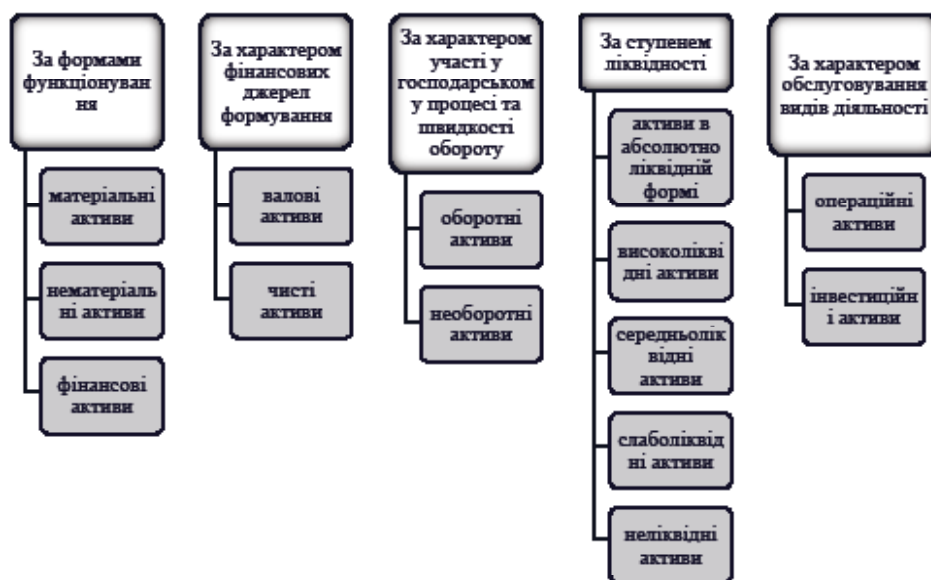 За формами
функціонуван
ня
матеріальні
активи
нематеріаль
ні активи
фінансові
активи
За характером
фінансових
джерел
формування
валові
активи
чисті
активи
За характером
участі у
господарськом
у процесі та
швидкості
обороту
оборотні
активи
необоротні
активи
За ступенем
ліквідності
активи в
абсолютно
ліквідній
формі
високолікві
дні активи
середньолік
відні
активи
слаболіквід
ні активи
неліквідні
активи
За характером
обслуговування
видів діяльності
операційні
активи
інвестиційн
і активи